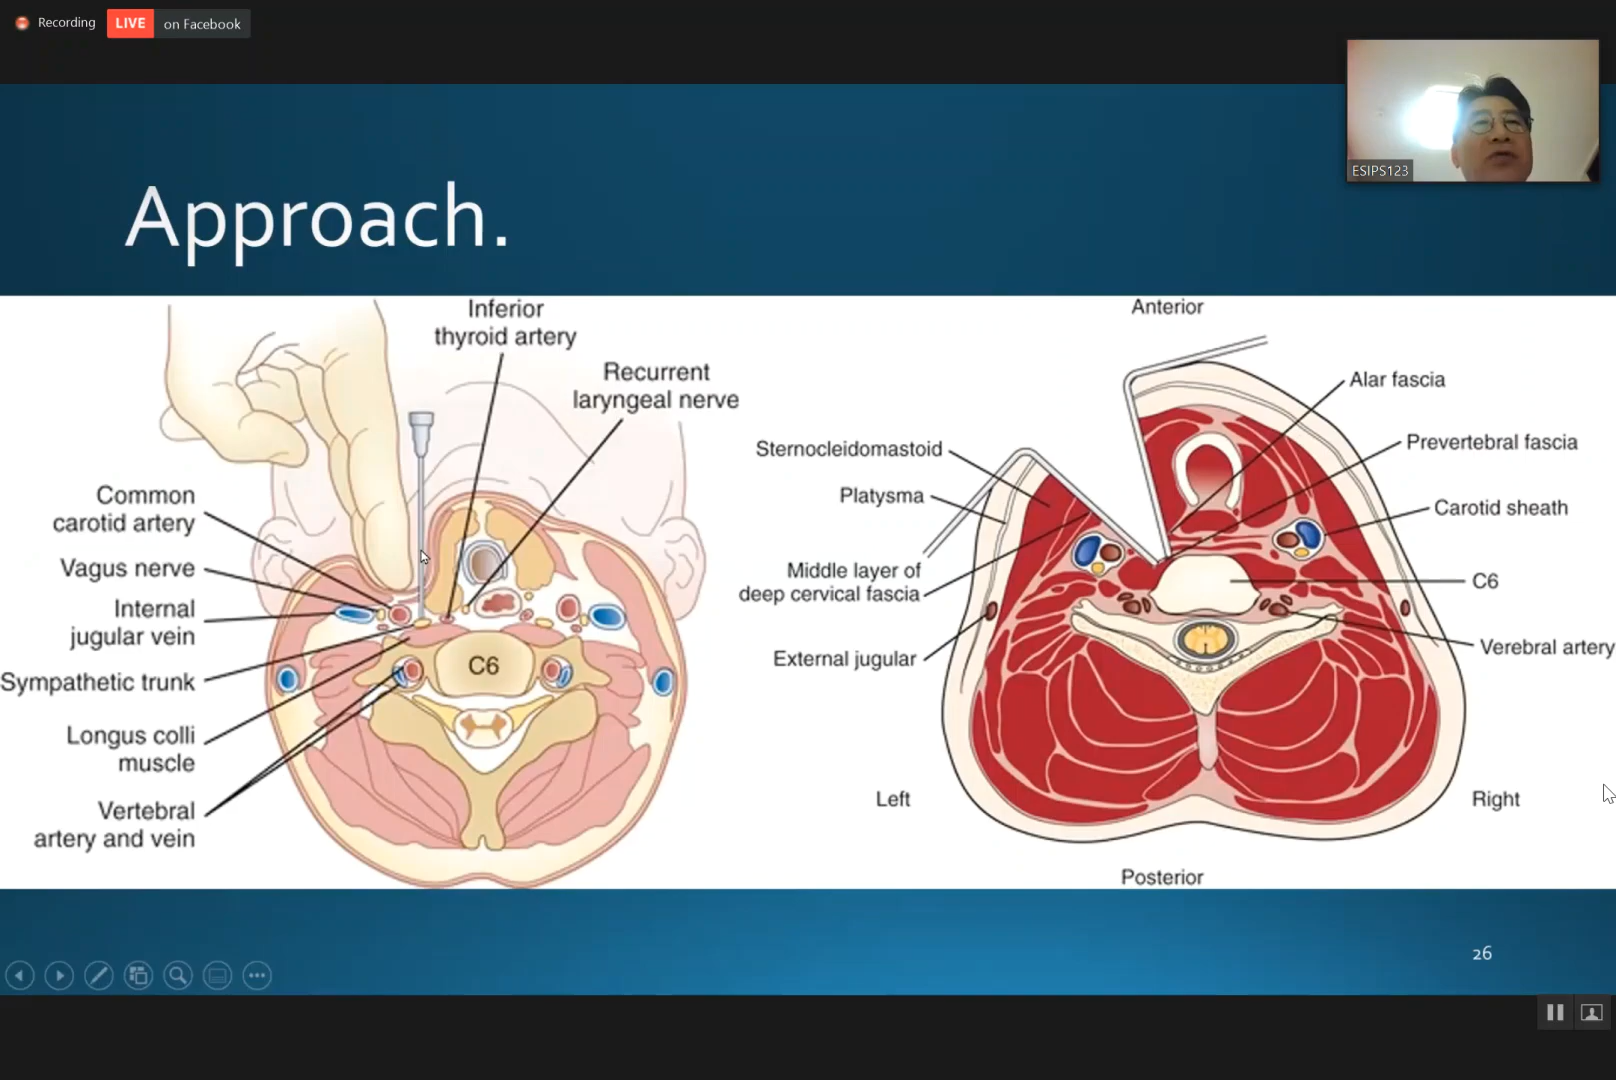 Recording
LIVE
on Facebook
ESIPS123
Approach.
Inferior
thyroid artery
Recurrent
laryngeal nerve
Common
carotid artery
Vagus nerve
Internal
jugular vein
Sympathetic trunk
Longus colli
muscle
Vertebral
artery and vein
C6
Anterior
Alar fascia
Prevertebral fascia
Carotid sheath
C6
Verebral artery
Sternocleidomastoid
Platysma
Middle layer of
deep cervical fascia
External jugular
Left
Right
Posterior
26